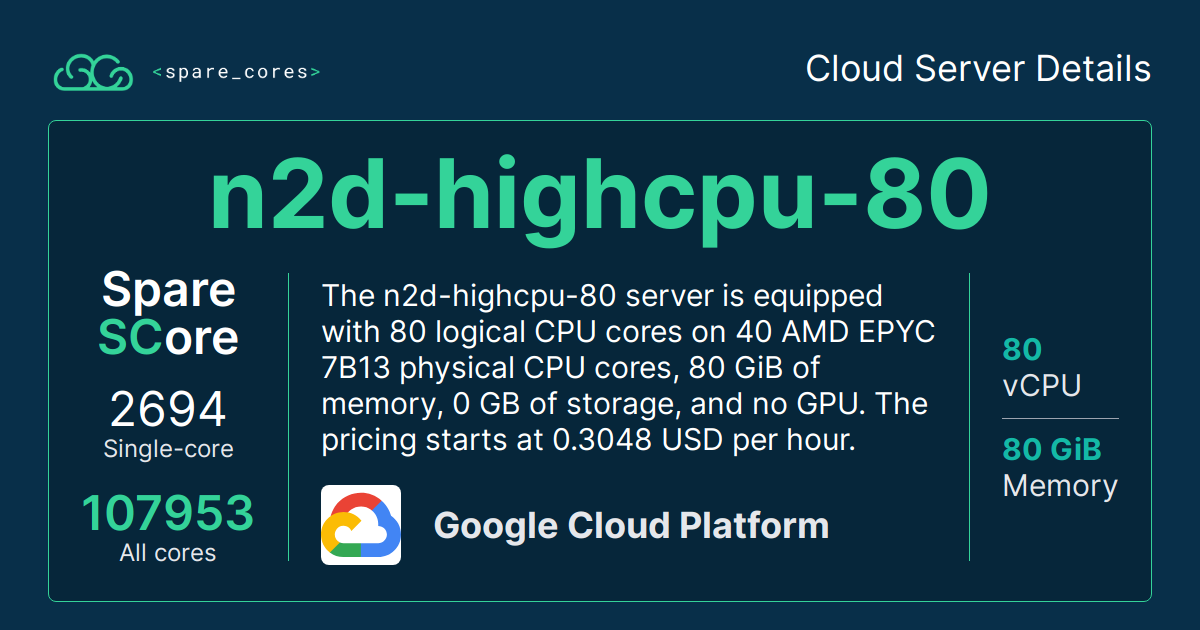 <spare_cores>
Cloud Server Details
n2d-highcpu-80
Spare
SCore
2694
Single-core
107953
All cores
The n2d-highcpu-80 server is equipped
with 80 logical CPU cores on 40 AMD EPYC
7B13 physical CPU cores, 80 GiB of
memory, 0 GB of storage, and no GPU. The
pricing starts at 0.3048 USD per hour.
Google Cloud Platform
80
vCPU
80 GiB
Memory